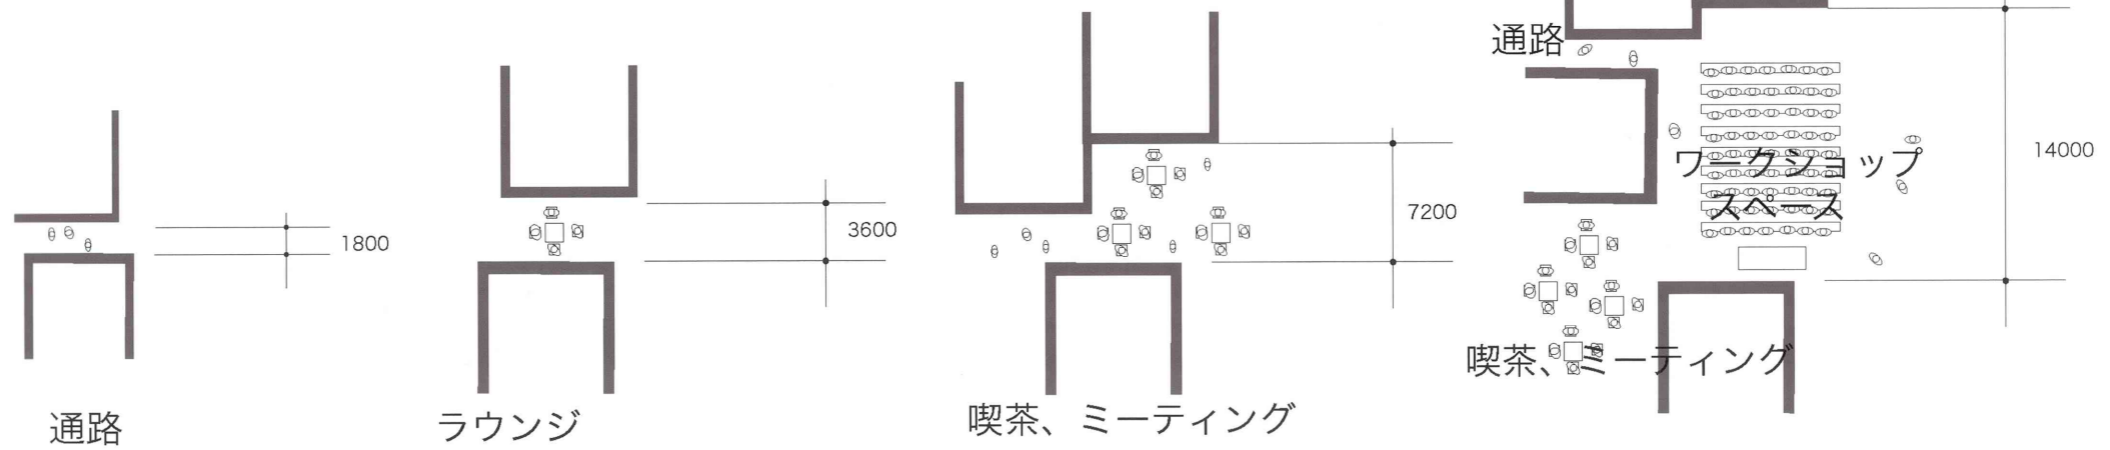 1800
通路
3600
ラウンジ
7200
喫茶、ミーティング
通路
ワークショップ
スペース
14000
喫茶、ミーティング